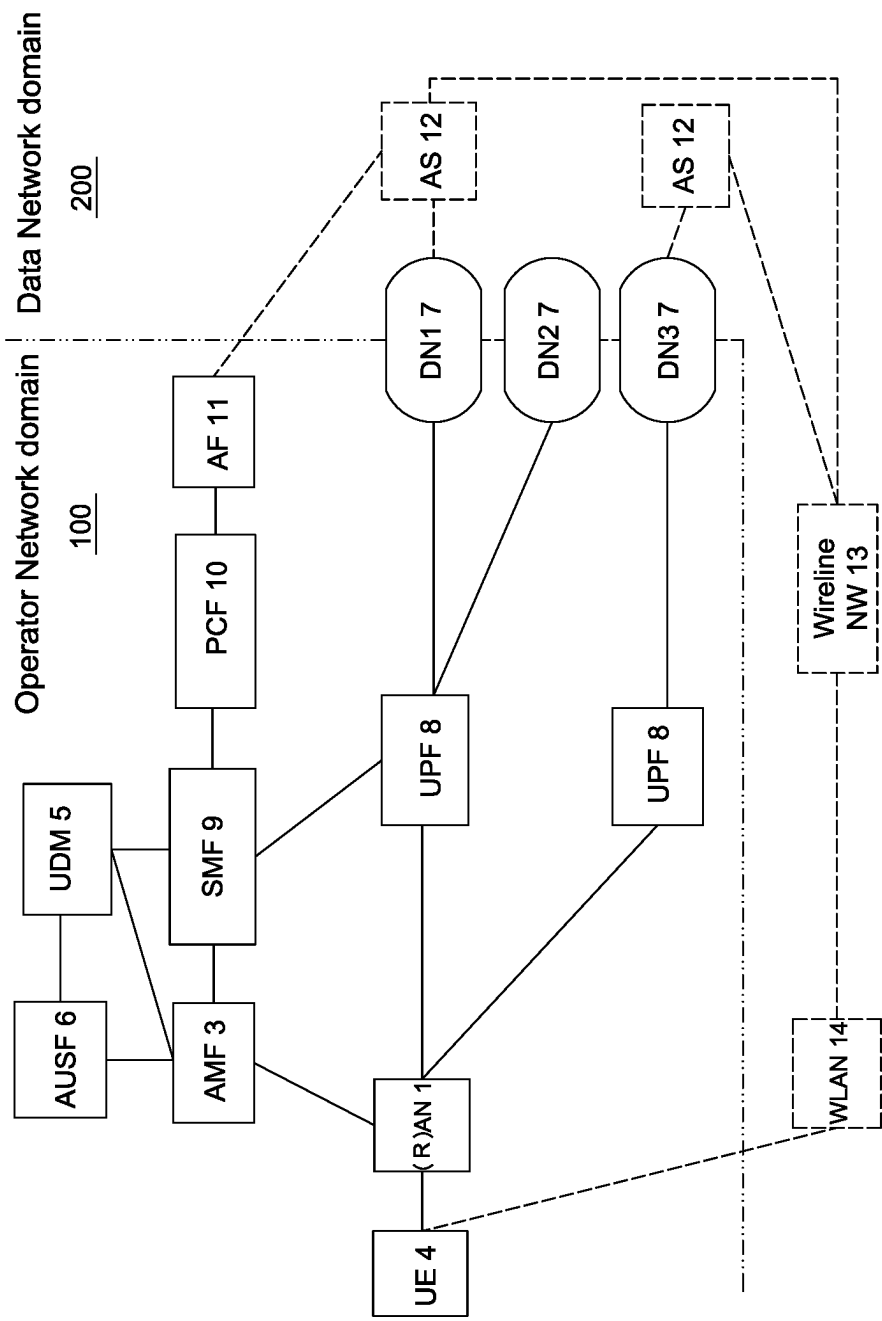 Operator Network domain
100
Data Network domain
200
AUSF 6
UDM 5
AMF 3
SMF 9
PCF 10
AF 11
UE 4
(R)AN 1
UPF 8
UPF 8
DN1 7
DN2 7
DN3 7
AS 12
AS 12
WLAN 14
Wireline
NW 13